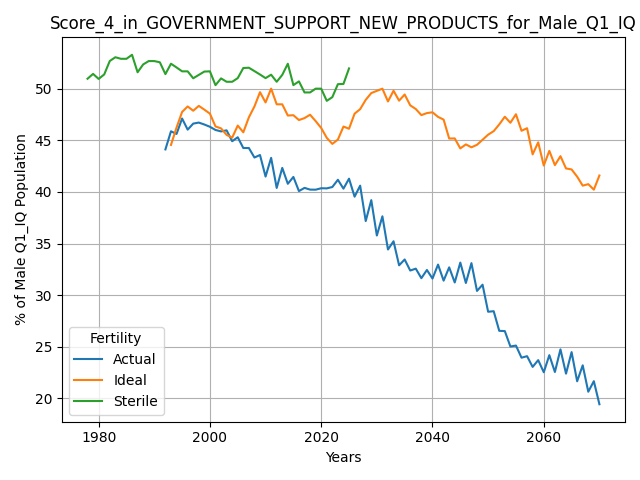 Score_4_in_GOVERNMENT_SUPPORT_NEW_PRODUCTS_for_Male_Q1_IQ
% of Male Q1_IQ Population
50
45
40
35
30
25
20
Fertility
Actual
Ideal
Sterile
1980
2000
2020
2040
2060
Years